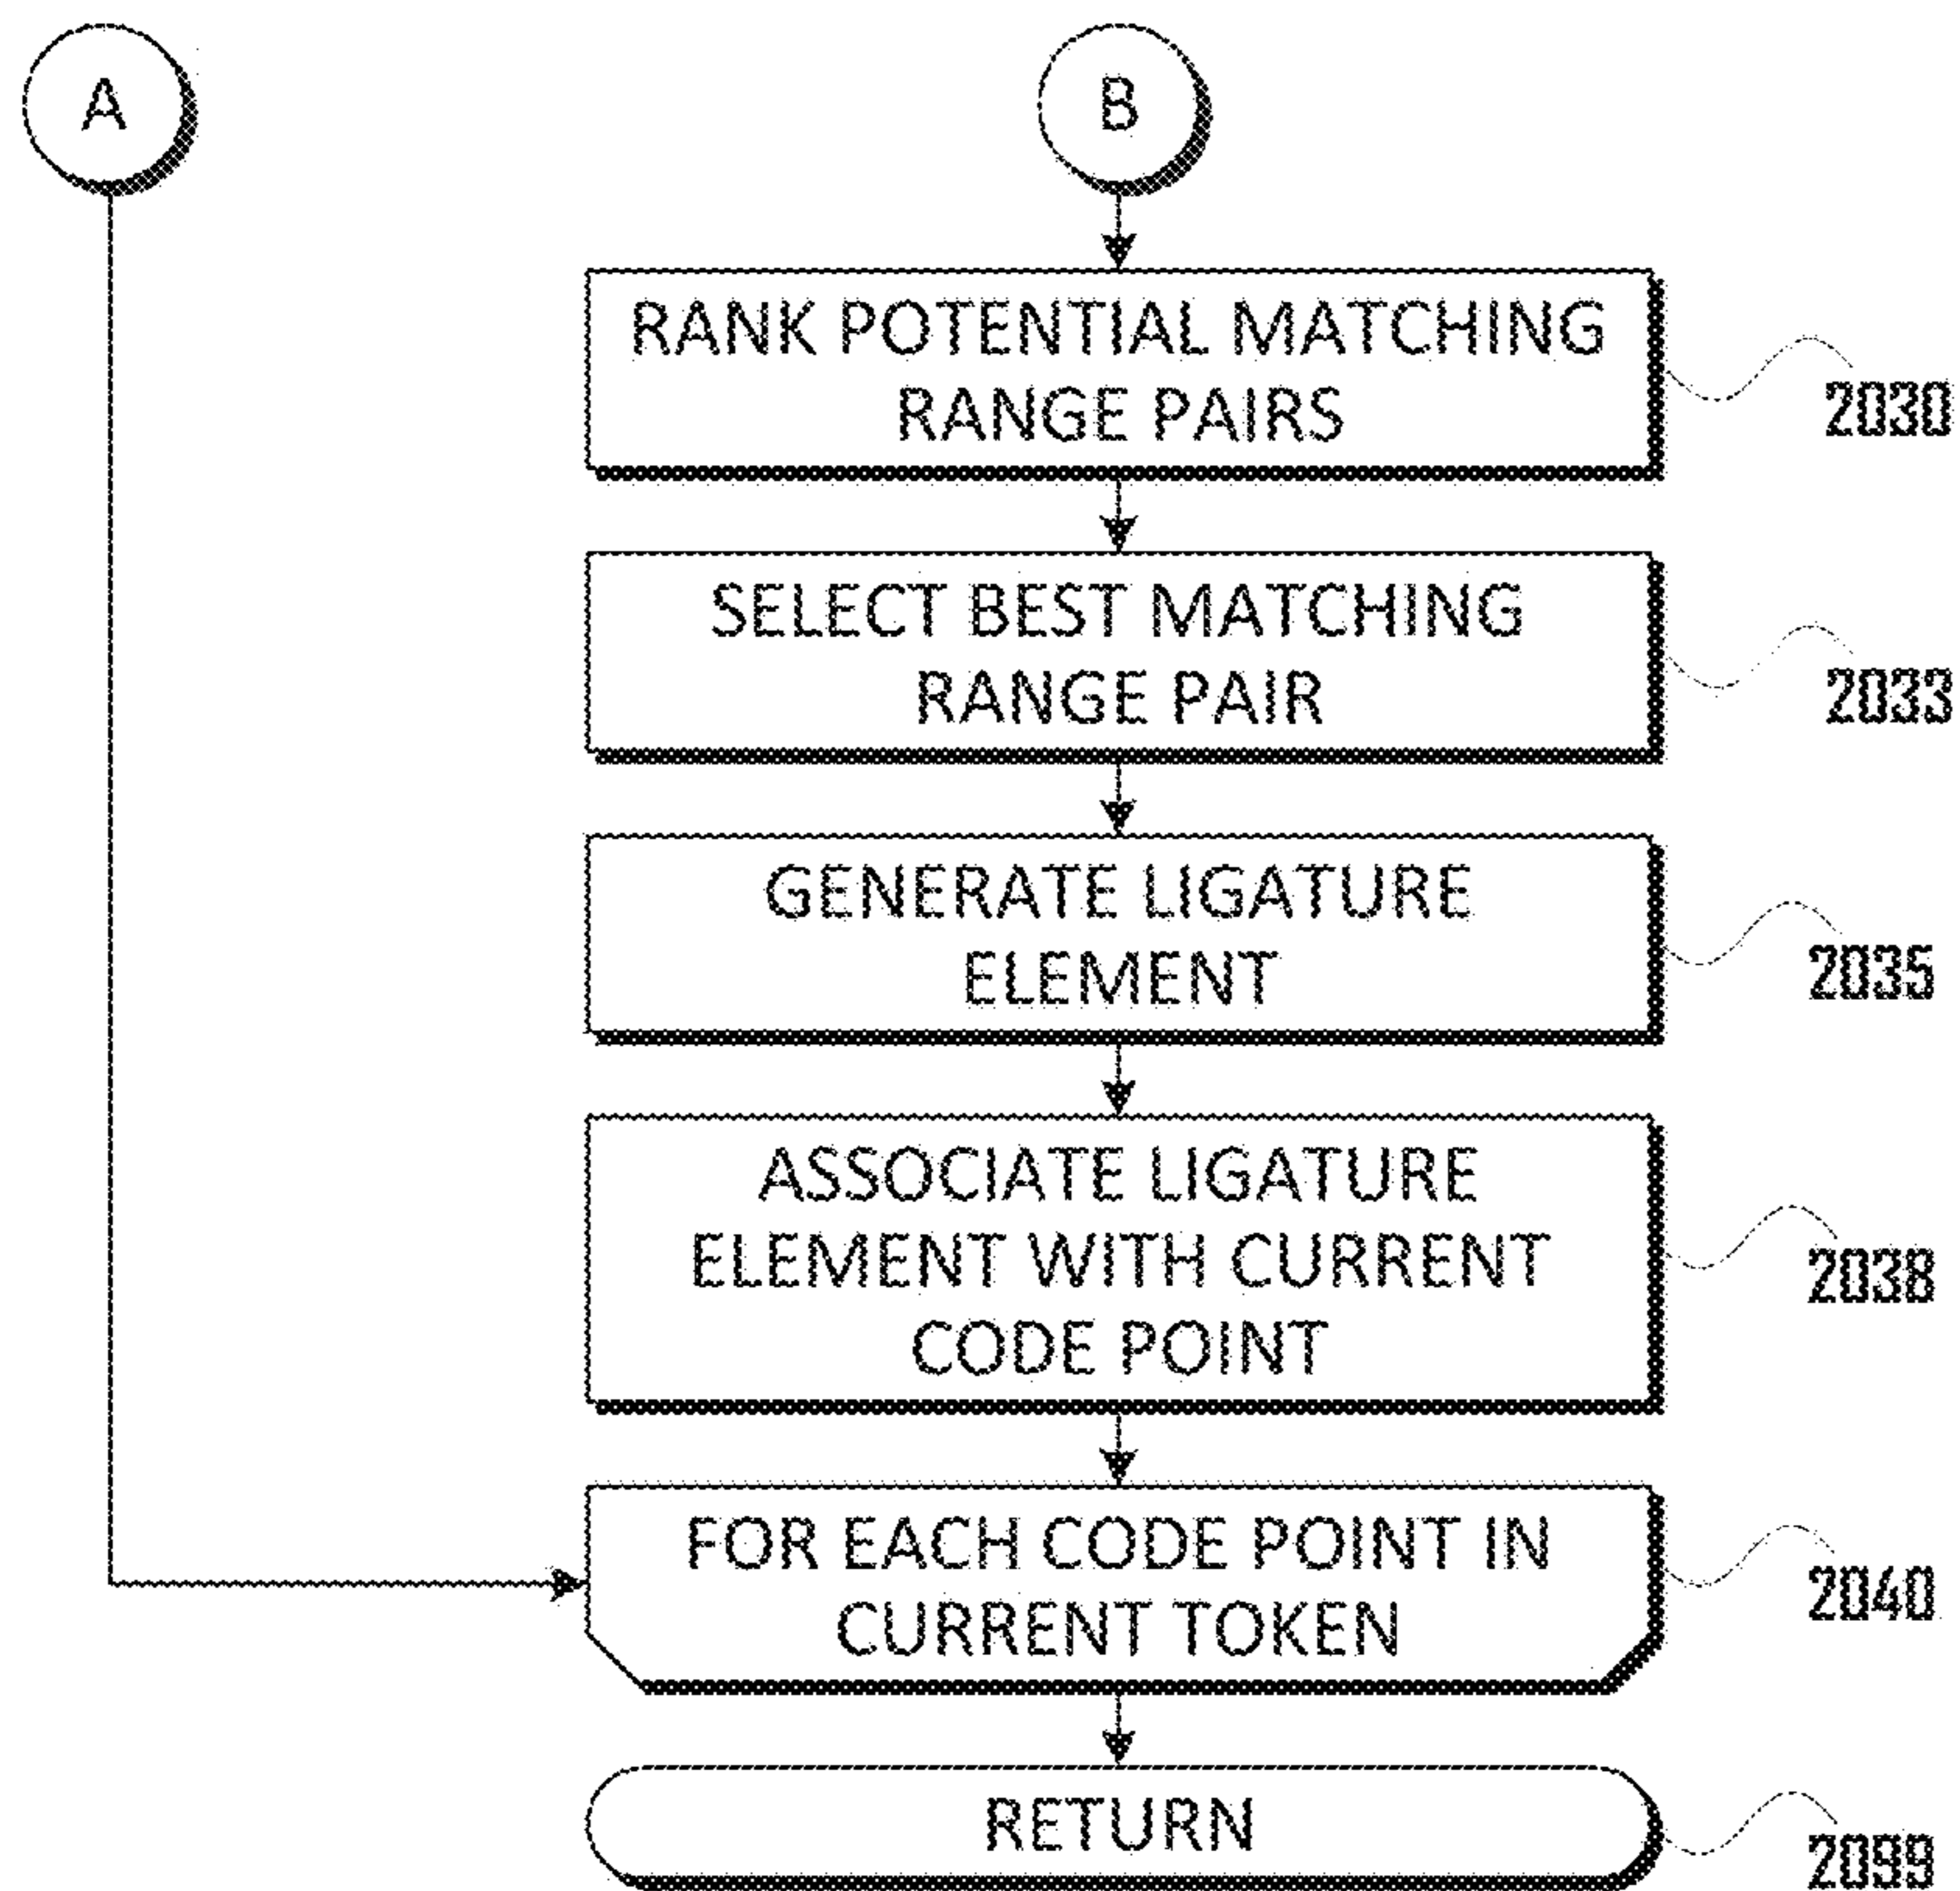 A
B
RANK POTENTIAL MATCHING
RANGE PAIRS
2030
SELECT BEST MATCHING
RANGE PAIR
2033
GENERATE LIGATURE
ELEMENT
2035
ASSOCIATE LIGATURE
ELEMENT WITH CURRENT
CODE POINT
2038
FOR EACH CODE POINT IN
CURRENT TOKEN
2040
RETURN
2099